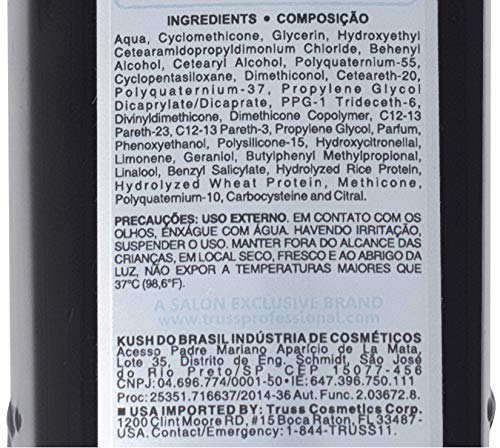 INGREDIENTS • COMPOSIÇÃO
Aqua, Cyclomethicone, Glycerin, Hydroxyethyl
Cetearamidopropyldimonium Chloride, Behenyl
Alcohol, Cetearyl Alcohol, Polyquaternium-55,
Cyclopentasiloxane, Dimethiconol, Ceteareth-20,
Polyquaternium-37, Propylene Glycol
Dicaprylate/Dicaprate, PPG-1 Trideceth-6,
Divinyldimethicone, Dimethicone Copolymer, C12-13
Pareth-23, C12-13 Pareth-3, Propylene Glycol, Parfum,
Phenoxyethanol, Polysilicone-15, Hydroxycitronellal,
Limonene, Geraniol, Butylphenyl Methylpropional,
Linalool, Benzyl Salicylate, Hydrolyzed Rice Protein,
Hydrolyzed Wheat Protein, Methicone,
Polyquaternium-10, Carbocysteine and Citral.
PRECAUÇÕES: USO EXTERNO. EM CONTATO COM OS
OLHOS, ENXÁGUE COM ÁGUA. HAVENDO IRRITAÇÃO,
SUSPENDER O USO. MANTER FORA DO ALCANCE DAS
CRIANÇAS, EM LOCAL SECO, FRESCO E AO ABRIGO DA
LUZ, NÃO EXPOR A TEMPERATURAS MAIORES QUE
37ºC (98,6ºF).
A SALON EXCLUSIVE BRAND
www.trussprofessional.com
KUSH DO BRASIL INDÚSTRIA DE COSMÉTICOS
Acesso Padre Mariano Aparício de La Mata,
Lote 35, Distrito de Eng. Schmidt, São José
do Rio Preto/SP, CEP 15077-456
CNPJ: 04.696.774/0001-50 • IE: 647.396.750.111
Proc: 25351.716637/2014-36 Aut. Func. 2.03672.8.
■ USA IMPORTED BY: Truss Cosmetics Corp.
1200 Clint Moore RD, #15 Boca Raton, FL 33487-
USA. Contact/Emergency: 1-844-TRUSS11.